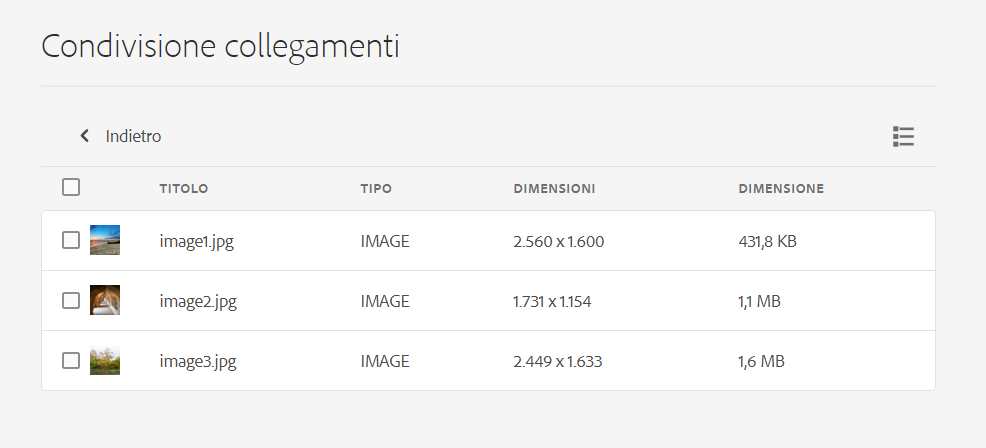 Condivisione collegamenti
Indietro
TITOLO TIPO DIMENSIONI DIMENSIONE
image1.jpg IMAGE 2.560 x 1.600 431,8 KB
image2.jpg IMAGE 1.731 x 1.154 1,1 MB
image3.jpg IMAGE 2.449 x 1.633 1,6 MB